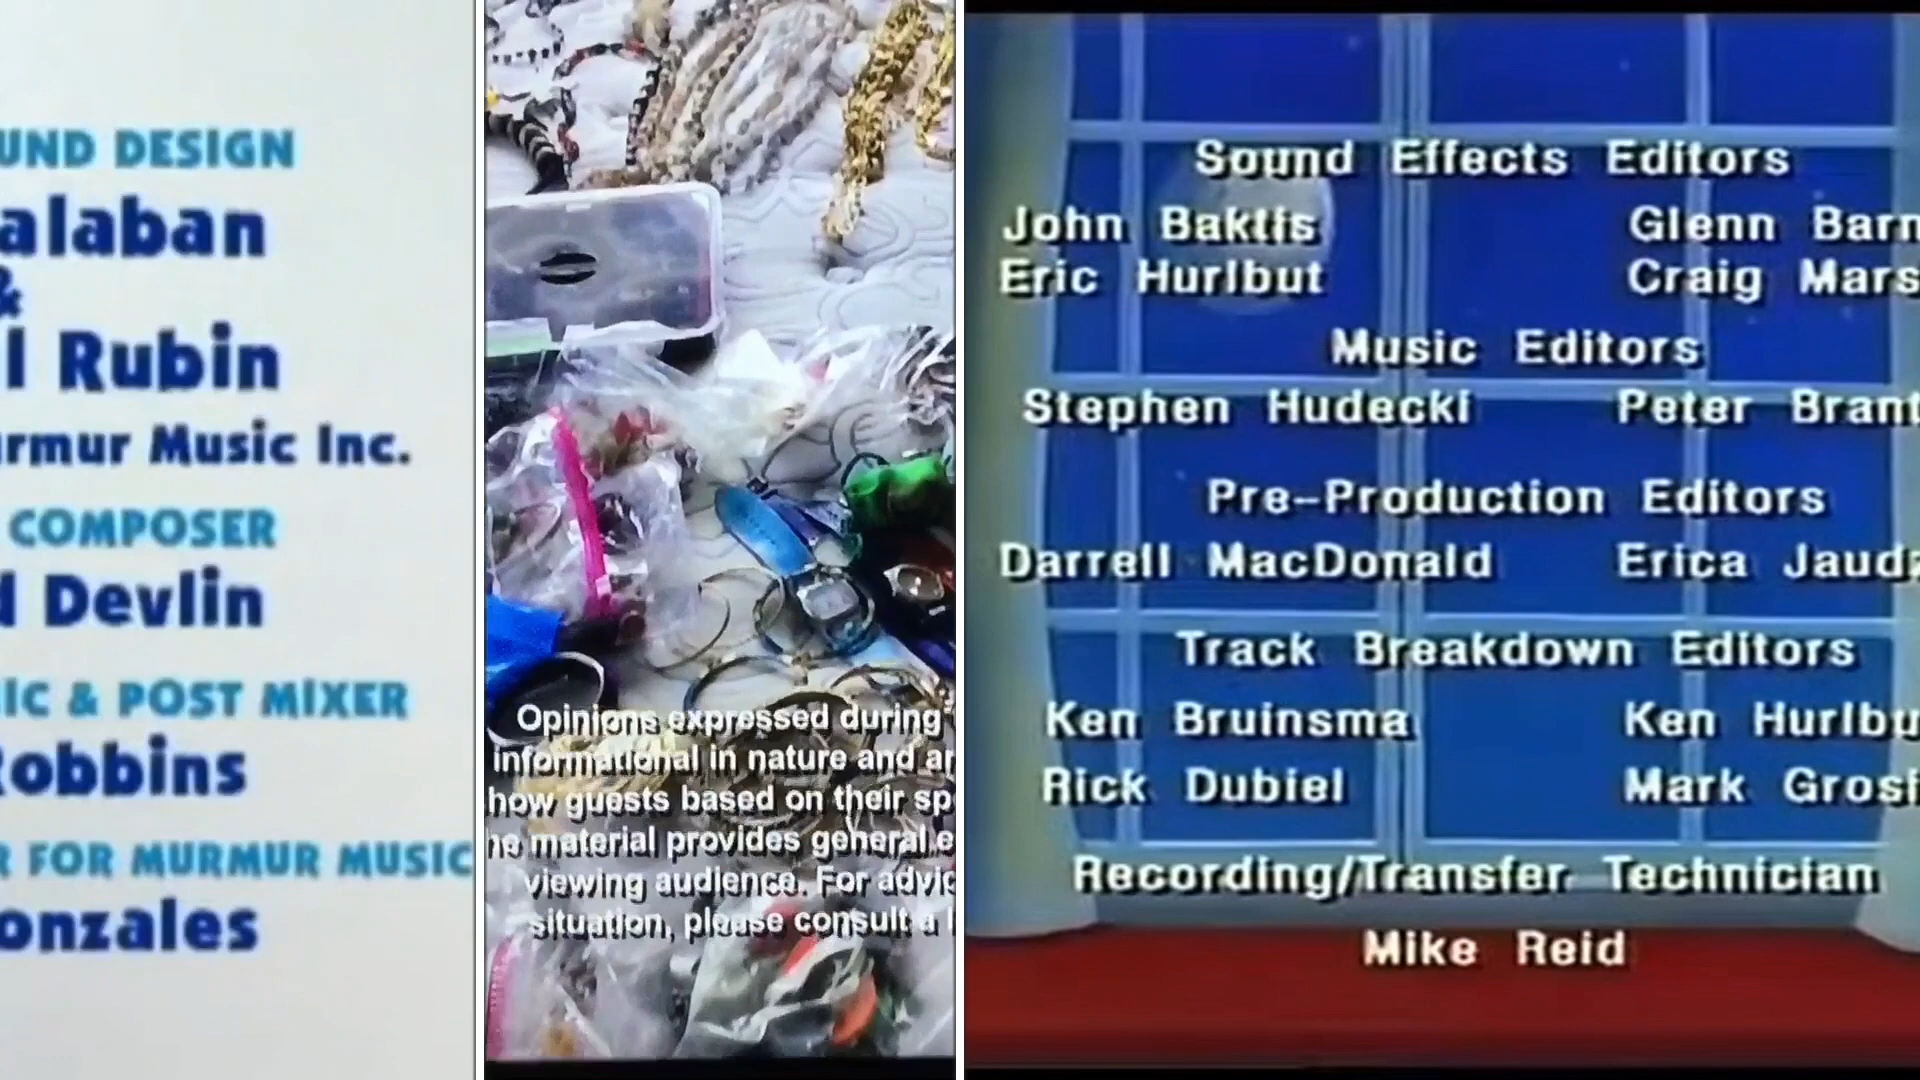 UND DESIGN
alaban
&
l Rubin
urmur Music Inc.
COMPOSER
d Devlin
IC & POST MIXER
Robbins
R FOR MURMUR MUSIC
onzales
Opinions expressed during
informational in nature and ar
how guests based on their sp
he material provides general e
viewing audience. For advic
situation, please consult a l
Sound Effects Editors
John Baktis Glenn Barn
Eric Hurlbut Craig Mars
Music Editors
Stephen Hudecki Peter Brant
Pre-Production Editors
Darrell MacDonald Erica Jaudz
Track Breakdown Editors
Ken Bruinsma Ken Hurlbu
Rick Dubiel Mark Grosi
Recording/Transfer Technician
Mike Reid